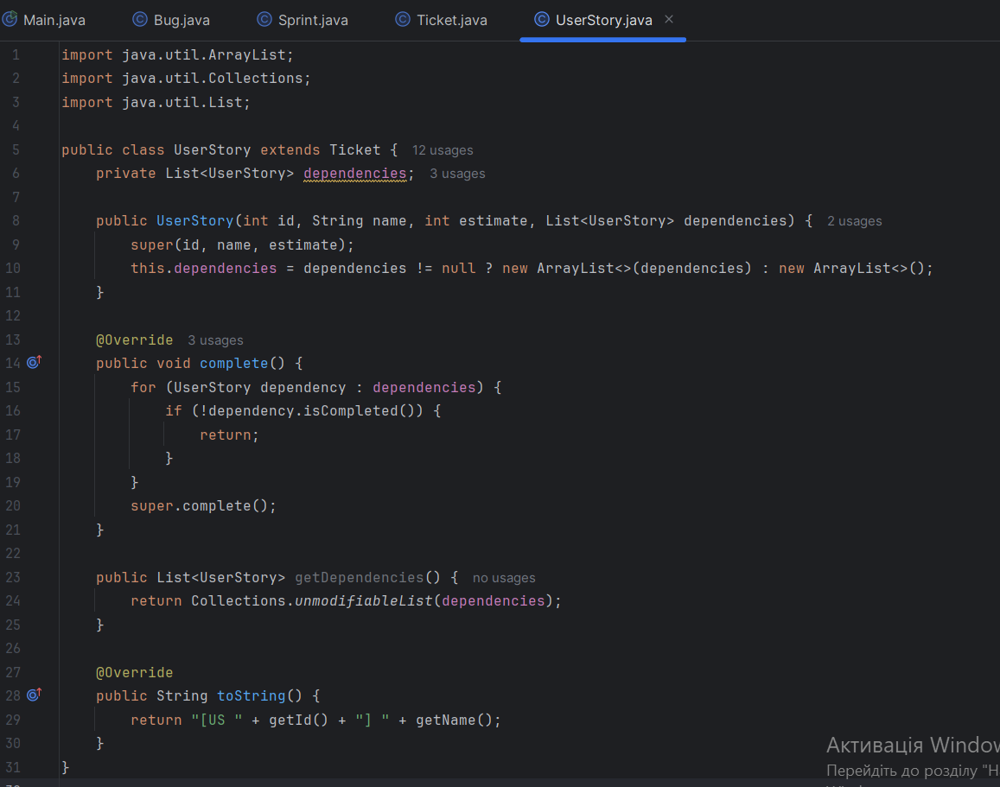 Main.java Bug.java Sprint.java Ticket.java UserStory.java
1 import java.util.ArrayList;
2 import java.util.Collections;
3 import java.util.List;
4
5 public class UserStory extends Ticket { 12 usages
6 private List<UserStory> dependencies; 3 usages
7
8 public UserStory(int id, String name, int estimate, List<UserStory> dependencies) { 2 usages
9 super(id, name, estimate);
10 this.dependencies = dependencies != null ? new ArrayList<>(dependencies) : new ArrayList<>();
11 }
12
13 @Override 3 usages
14 public void complete() {
15 for (UserStory dependency : dependencies) {
16 if (!dependency.isCompleted()) {
17 return;
18 }
19 }
20 super.complete();
21 }
22
23 public List<UserStory> getDependencies() { no usages
24 return Collections.unmodifiableList(dependencies);
25 }
26
27 @Override
28 public String toString() {
29 return "[US " + getId() + "] " + getName();
30 }
31 }
Активація Window
Перейдіть до розділу "Н